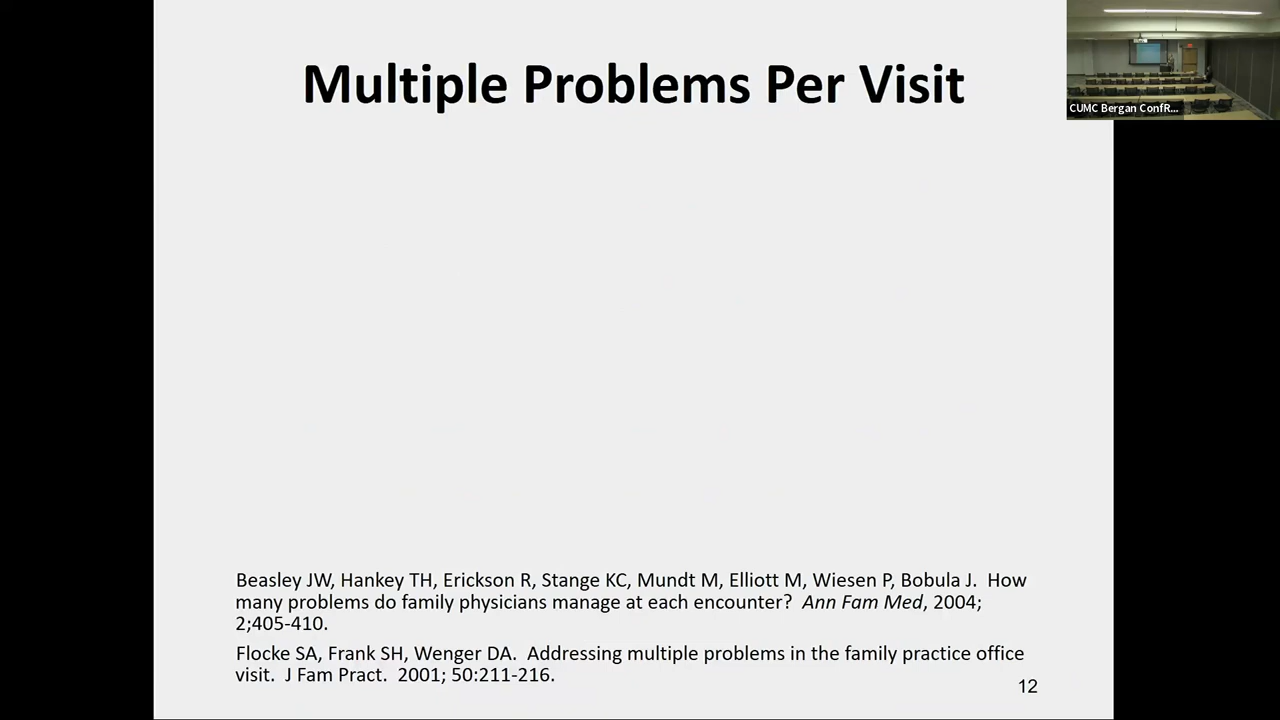 Multiple Problems Per Visit
CUMC Bergan ConfR...
Beasley JW, Hankey TH, Erickson R, Stange KC, Mundt M, Elliott M, Wiesen P, Bobula J.  How
many problems do family physicians manage at each encounter?  Ann Fam Med, 2004;
2;405-410.
Flocke SA, Frank SH, Wenger DA.  Addressing multiple problems in the family practice office
visit.  J Fam Pract.  2001; 50:211-216.
12